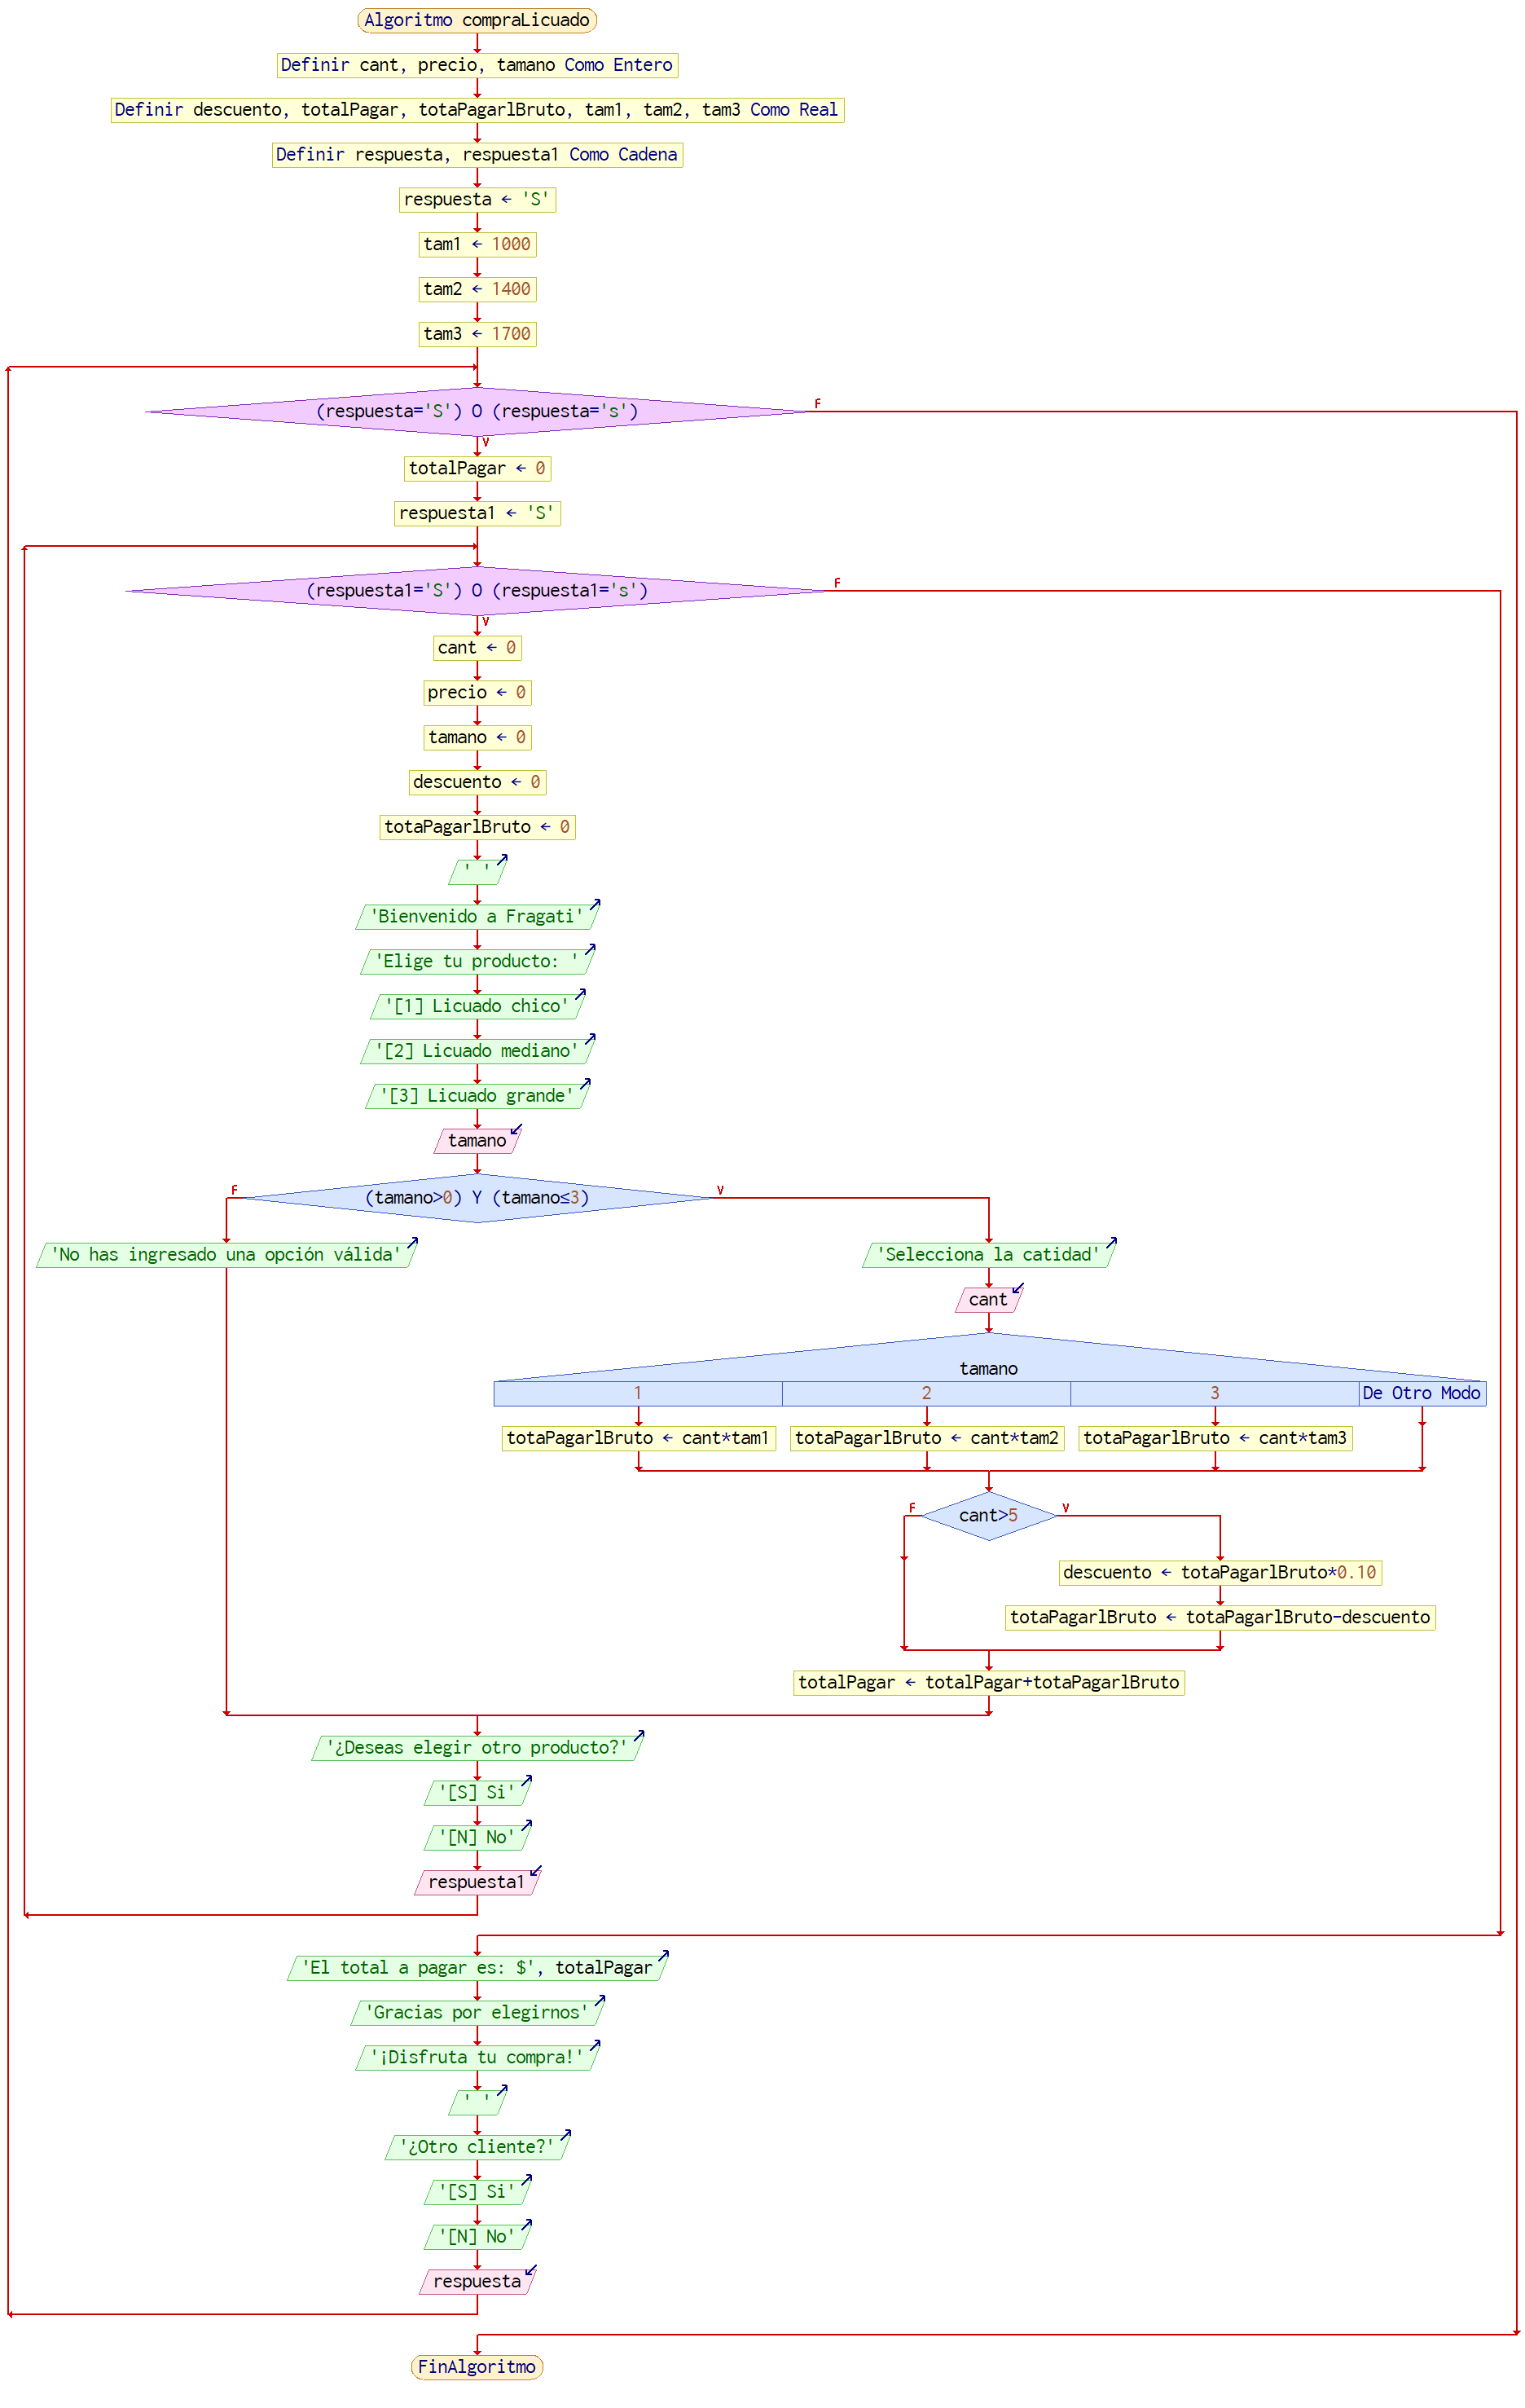 Algoritmo compraLicuado
Definir cant, precio, tamano Como Entero
Definir descuento, totalPagar, totaPagarlBruto, tam1, tam2, tam3 Como Real
Definir respuesta, respuesta1 Como Cadena
respuesta ← 'S'
tam1 ← 1000
tam2 ← 1400
tam3 ← 1700
(respuesta='S') O (respuesta='s')
F
V
totalPagar ← 0
respuesta1 ← 'S'
(respuesta1='S') O (respuesta1='s')
F
V
cant ← 0
precio ← 0
tamano ← 0
descuento ← 0
totaPagarlBruto ← 0
' '
'Bienvenido a Fragati'
'Elige tu producto: '
'[1] Licuado chico'
'[2] Licuado mediano'
'[3] Licuado grande'
tamano
F
(tamano>0) Y (tamano≤3)
V
'No has ingresado una opción válida'
'Selecciona la catidad'
cant
tamano
1 2 3 De Otro Modo
totaPagarlBruto ← cant*tam1
totaPagarlBruto ← cant*tam2
totaPagarlBruto ← cant*tam3
F
cant>5
V
descuento ← totaPagarlBruto*0.10
totaPagarlBruto ← totaPagarlBruto-descuento
totalPagar ← totalPagar+totaPagarlBruto
'¿Deseas elegir otro producto?'
'[S] Si'
'[N] No'
respuesta1
'El total a pagar es: $', totalPagar
'Gracias por elegirnos'
'¡Disfruta tu compra!'
' '
'¿Otro cliente?'
'[S] Si'
'[N] No'
respuesta
FinAlgoritmo